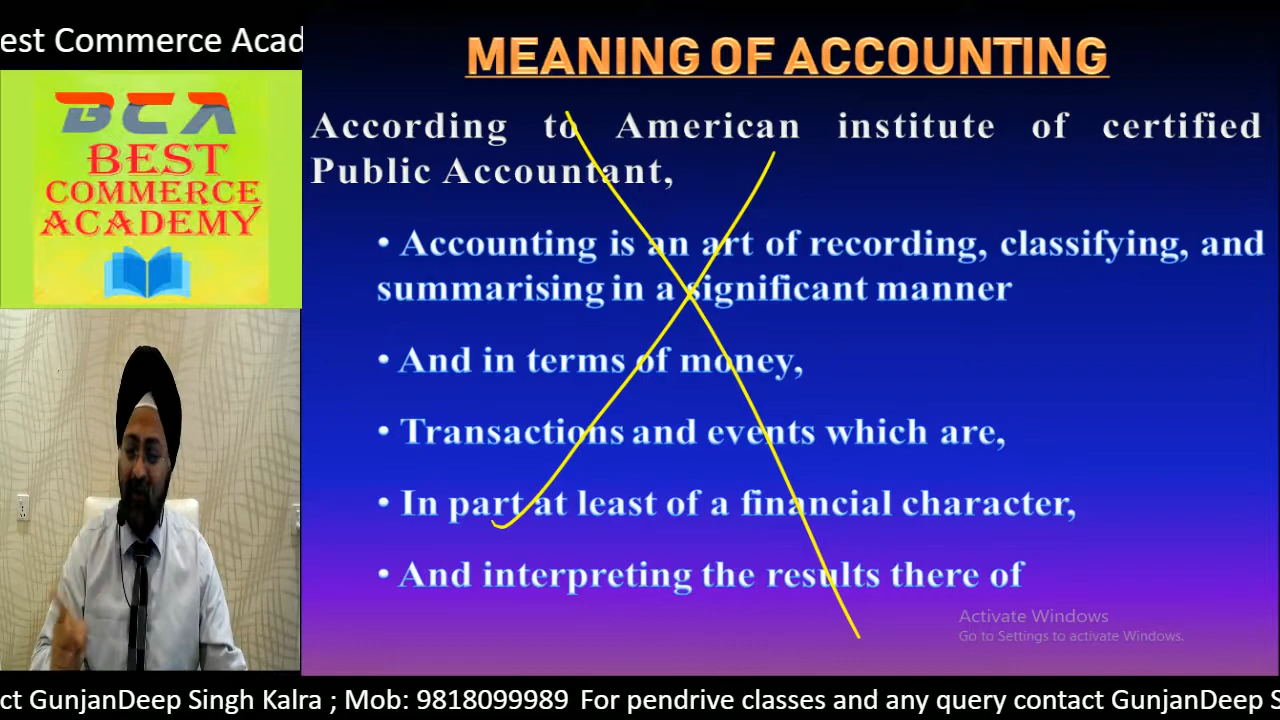 est Commerce Acad
BCA
BEST
COMMERCE
ACADEMY
MEANING OF ACCOUNTING
According to American institute of certified
Public Accountant,
• Accounting is an art of recording, classifying, and
summarising in a significant manner
• And in terms of money,
• Transactions and events which are,
• In part at least of a financial character,
• And interpreting the results there of
Activate Windows
Go to Settings to activate Windows.
ct GunjanDeep Singh Kalra ; Mob: 9818099989 For pendrive classes and any query contact GunjanDeep S